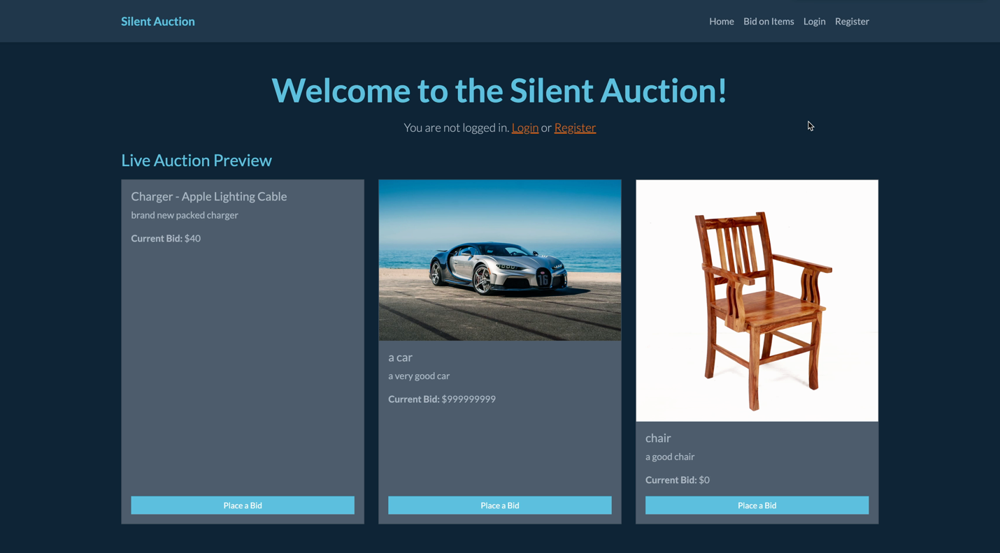 Silent Auction
Home Bid on Items Login Register
Welcome to the Silent Auction!
You are not logged in. Login or Register
Live Auction Preview
Charger - Apple Lighting Cable
brand new packed charger
Current Bid: $40
Place a Bid
16
a car
a very good car
Current Bid: $999999999
Place a Bid
chair
a good chair
Current Bid: $0
Place a Bid